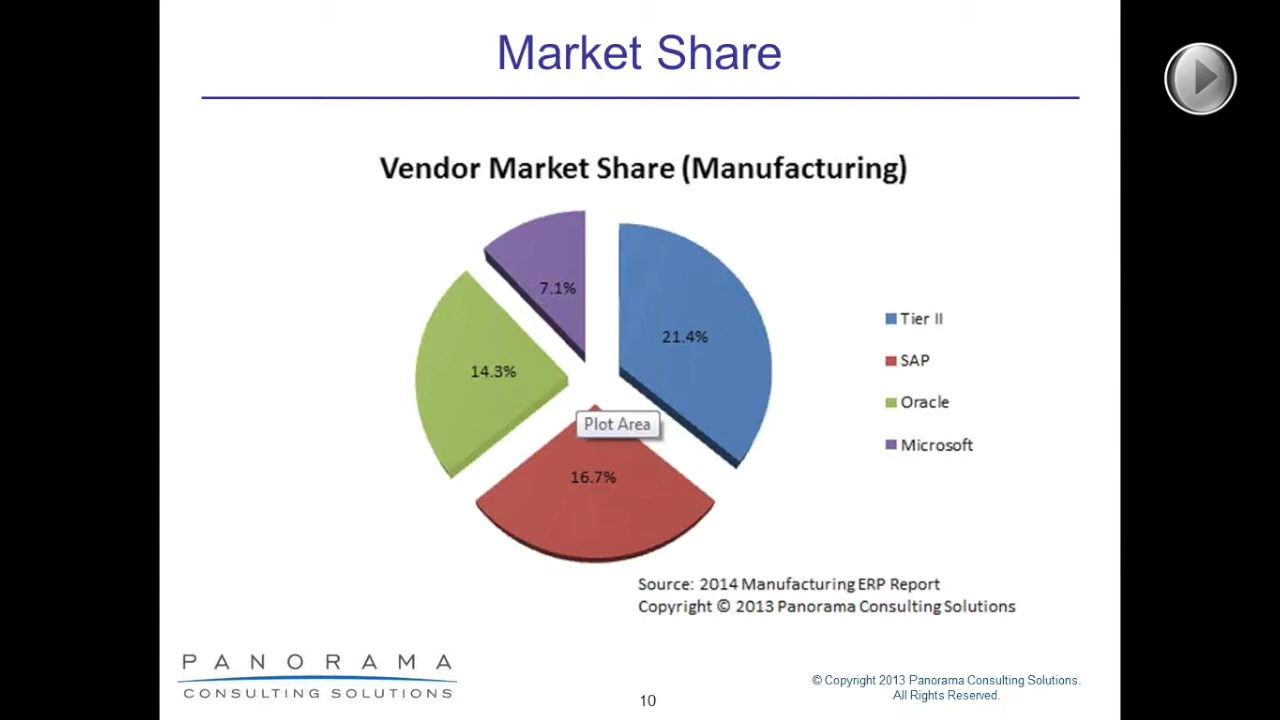 Market Share
Vendor Market Share (Manufacturing)
7.1%
21.4%
14.3%
Plot Area
16.7%
Tier II
SAP
Oracle
Microsoft
Source: 2014 Manufacturing ERP Report
Copyright © 2013 Panorama Consulting Solutions
PANORAMA
CONSULTING SOLUTIONS
10
© Copyright 2013 Panorama Consulting Solutions.
All Rights Reserved.